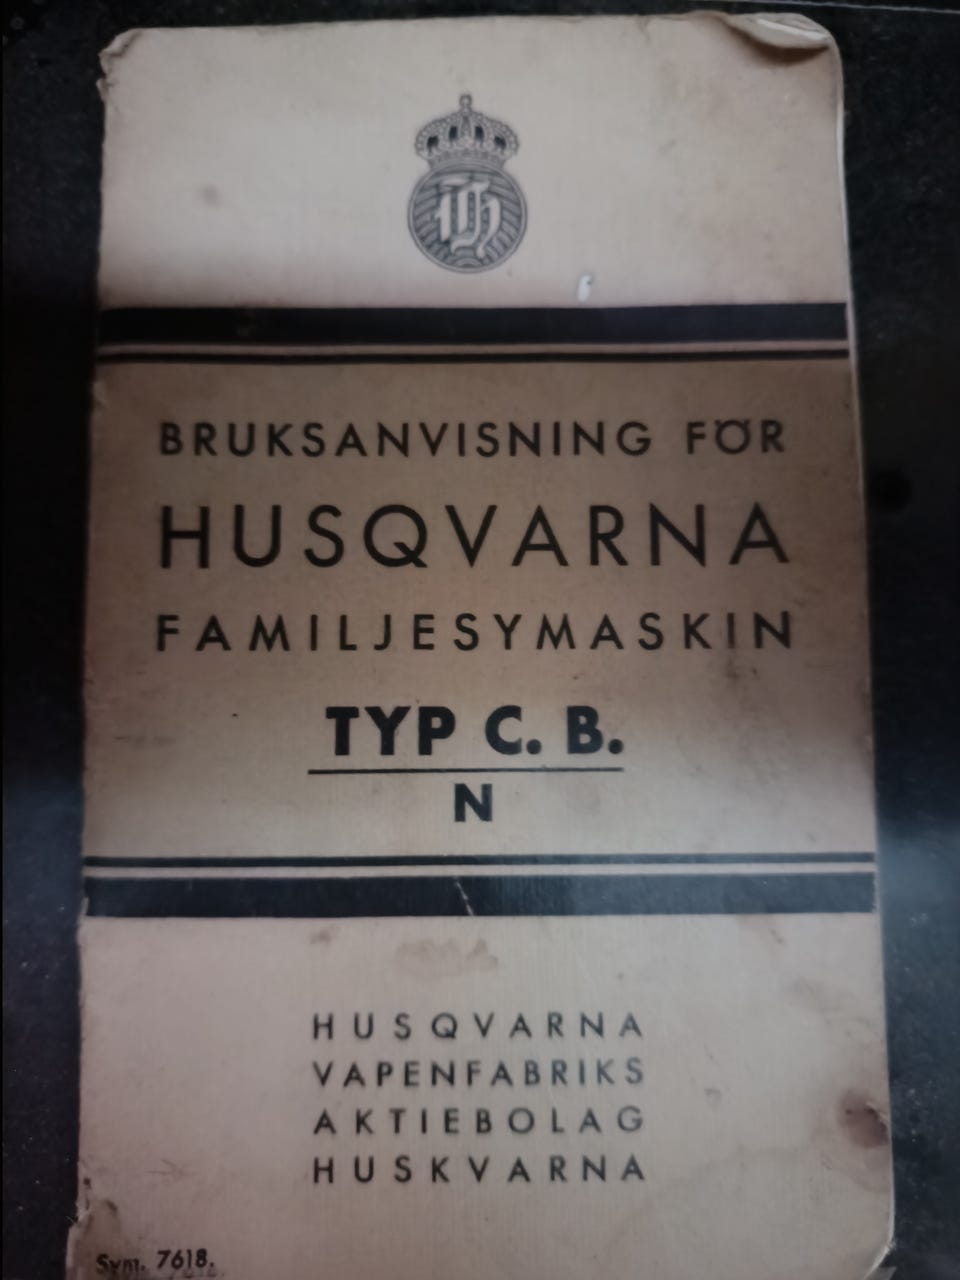 BRUKSANVISNING FÖR
HUSQVARNA
FAMILJESYMASKIN
TYP C. B.
N
HUSQVARNA
VAPENFABRIKS
AKTIEBOLAG
HUSKVARNA
Sym. 7618.